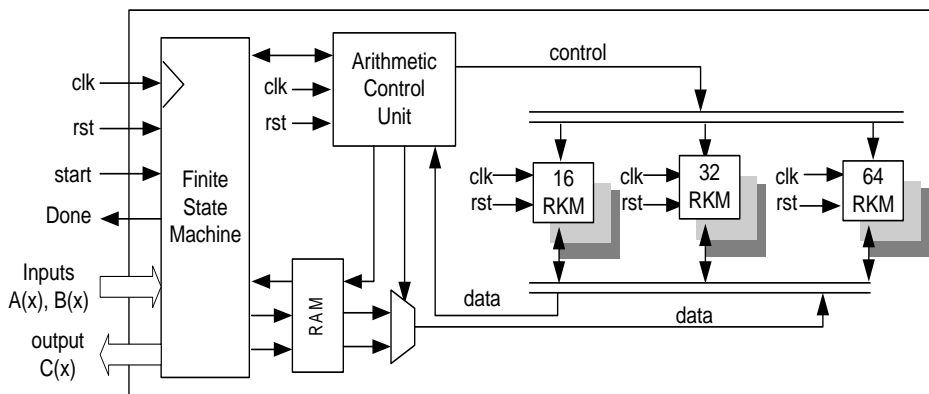 clk
rst
start
Done
Inputs
A(x), B(x)
output
C(x)
Finite
State
Machine
clk
rst
Arithmetic
Control
Unit
RAM
control
clk
rst
16
RKM
clk
rst
32
RKM
clk
rst
64
RKM
data
data